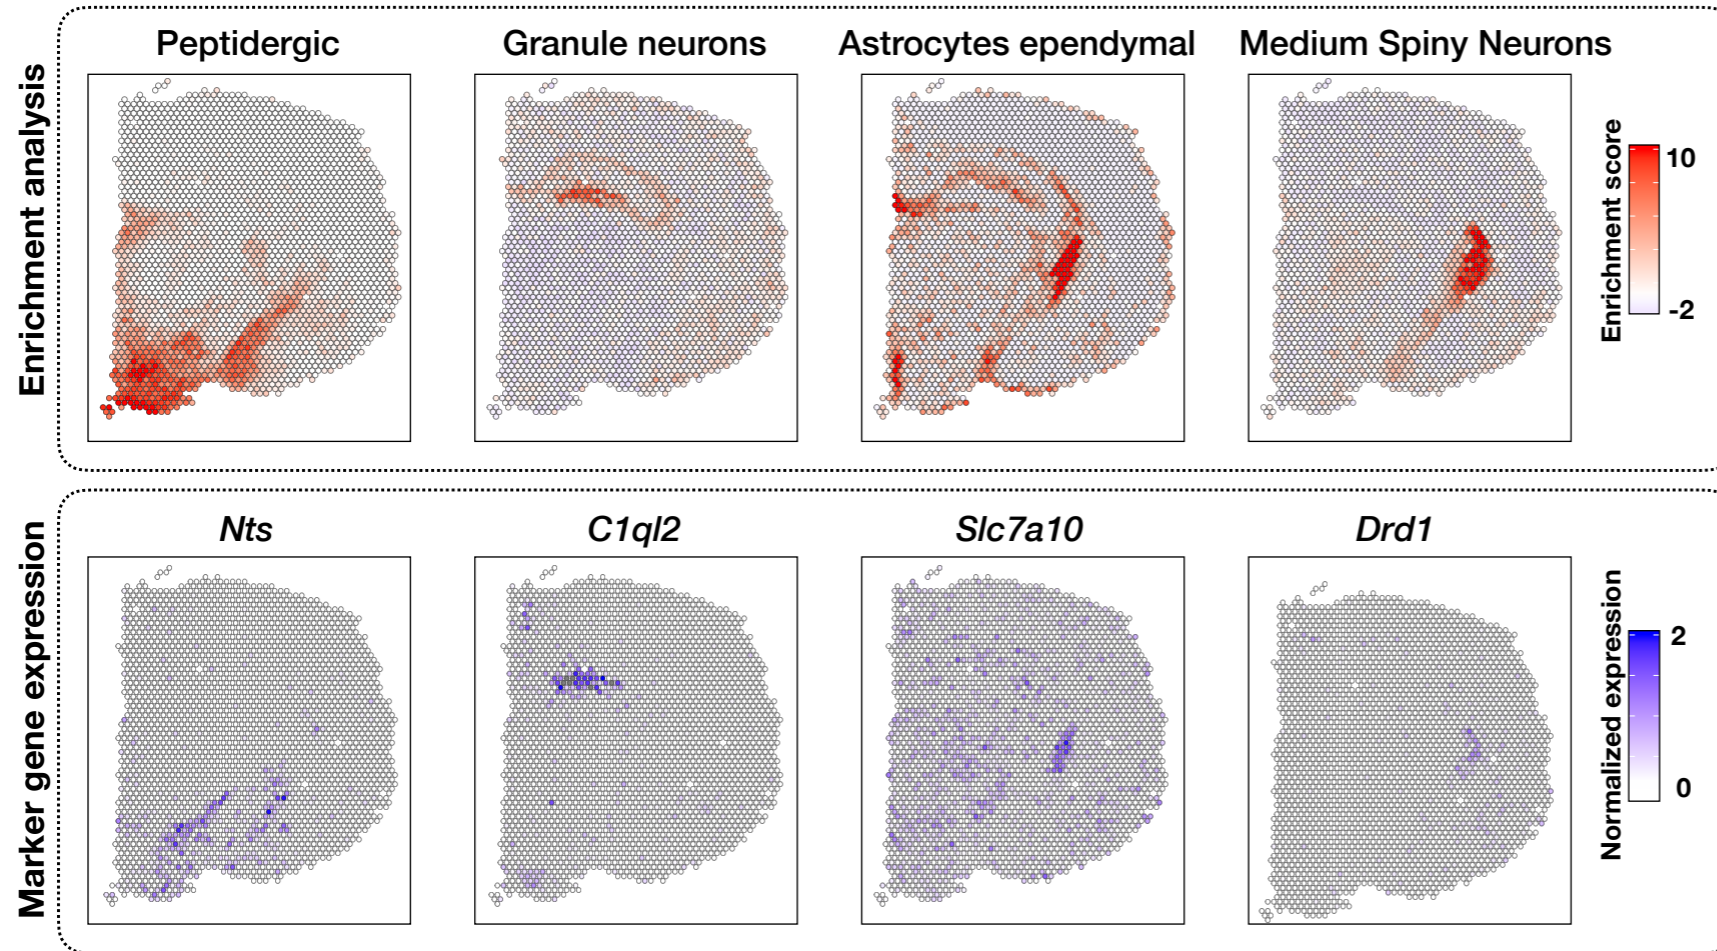 Enrichment analysis
Peptidergic
Granule neurons
Astrocytes ependymal
Medium Spiny Neurons
Enrichment score
10
-2
Marker gene expression
Nts
C1ql2
Slc7a10
Drd1
Normalized expression
2
0